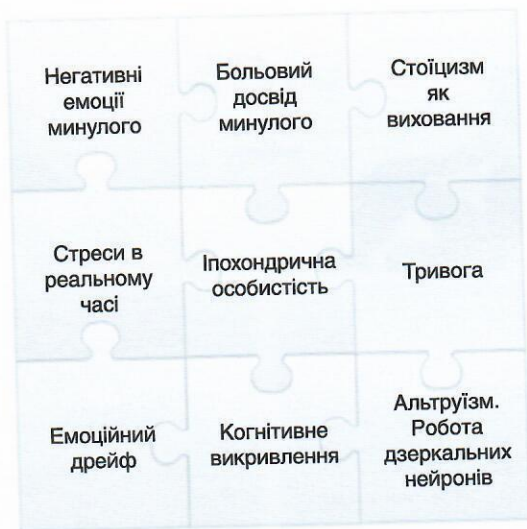 Негативні
емоції
минулого
Больовий
досвід
минулого
Стоїцизм
як
виховання
Стреси в
реальному
часі
Іпохондрична
особистість
Тривога
Емоційний
дрейф
Когнітивне
викривлення
Альтруїзм.
Робота
дзеркальних
нейронів